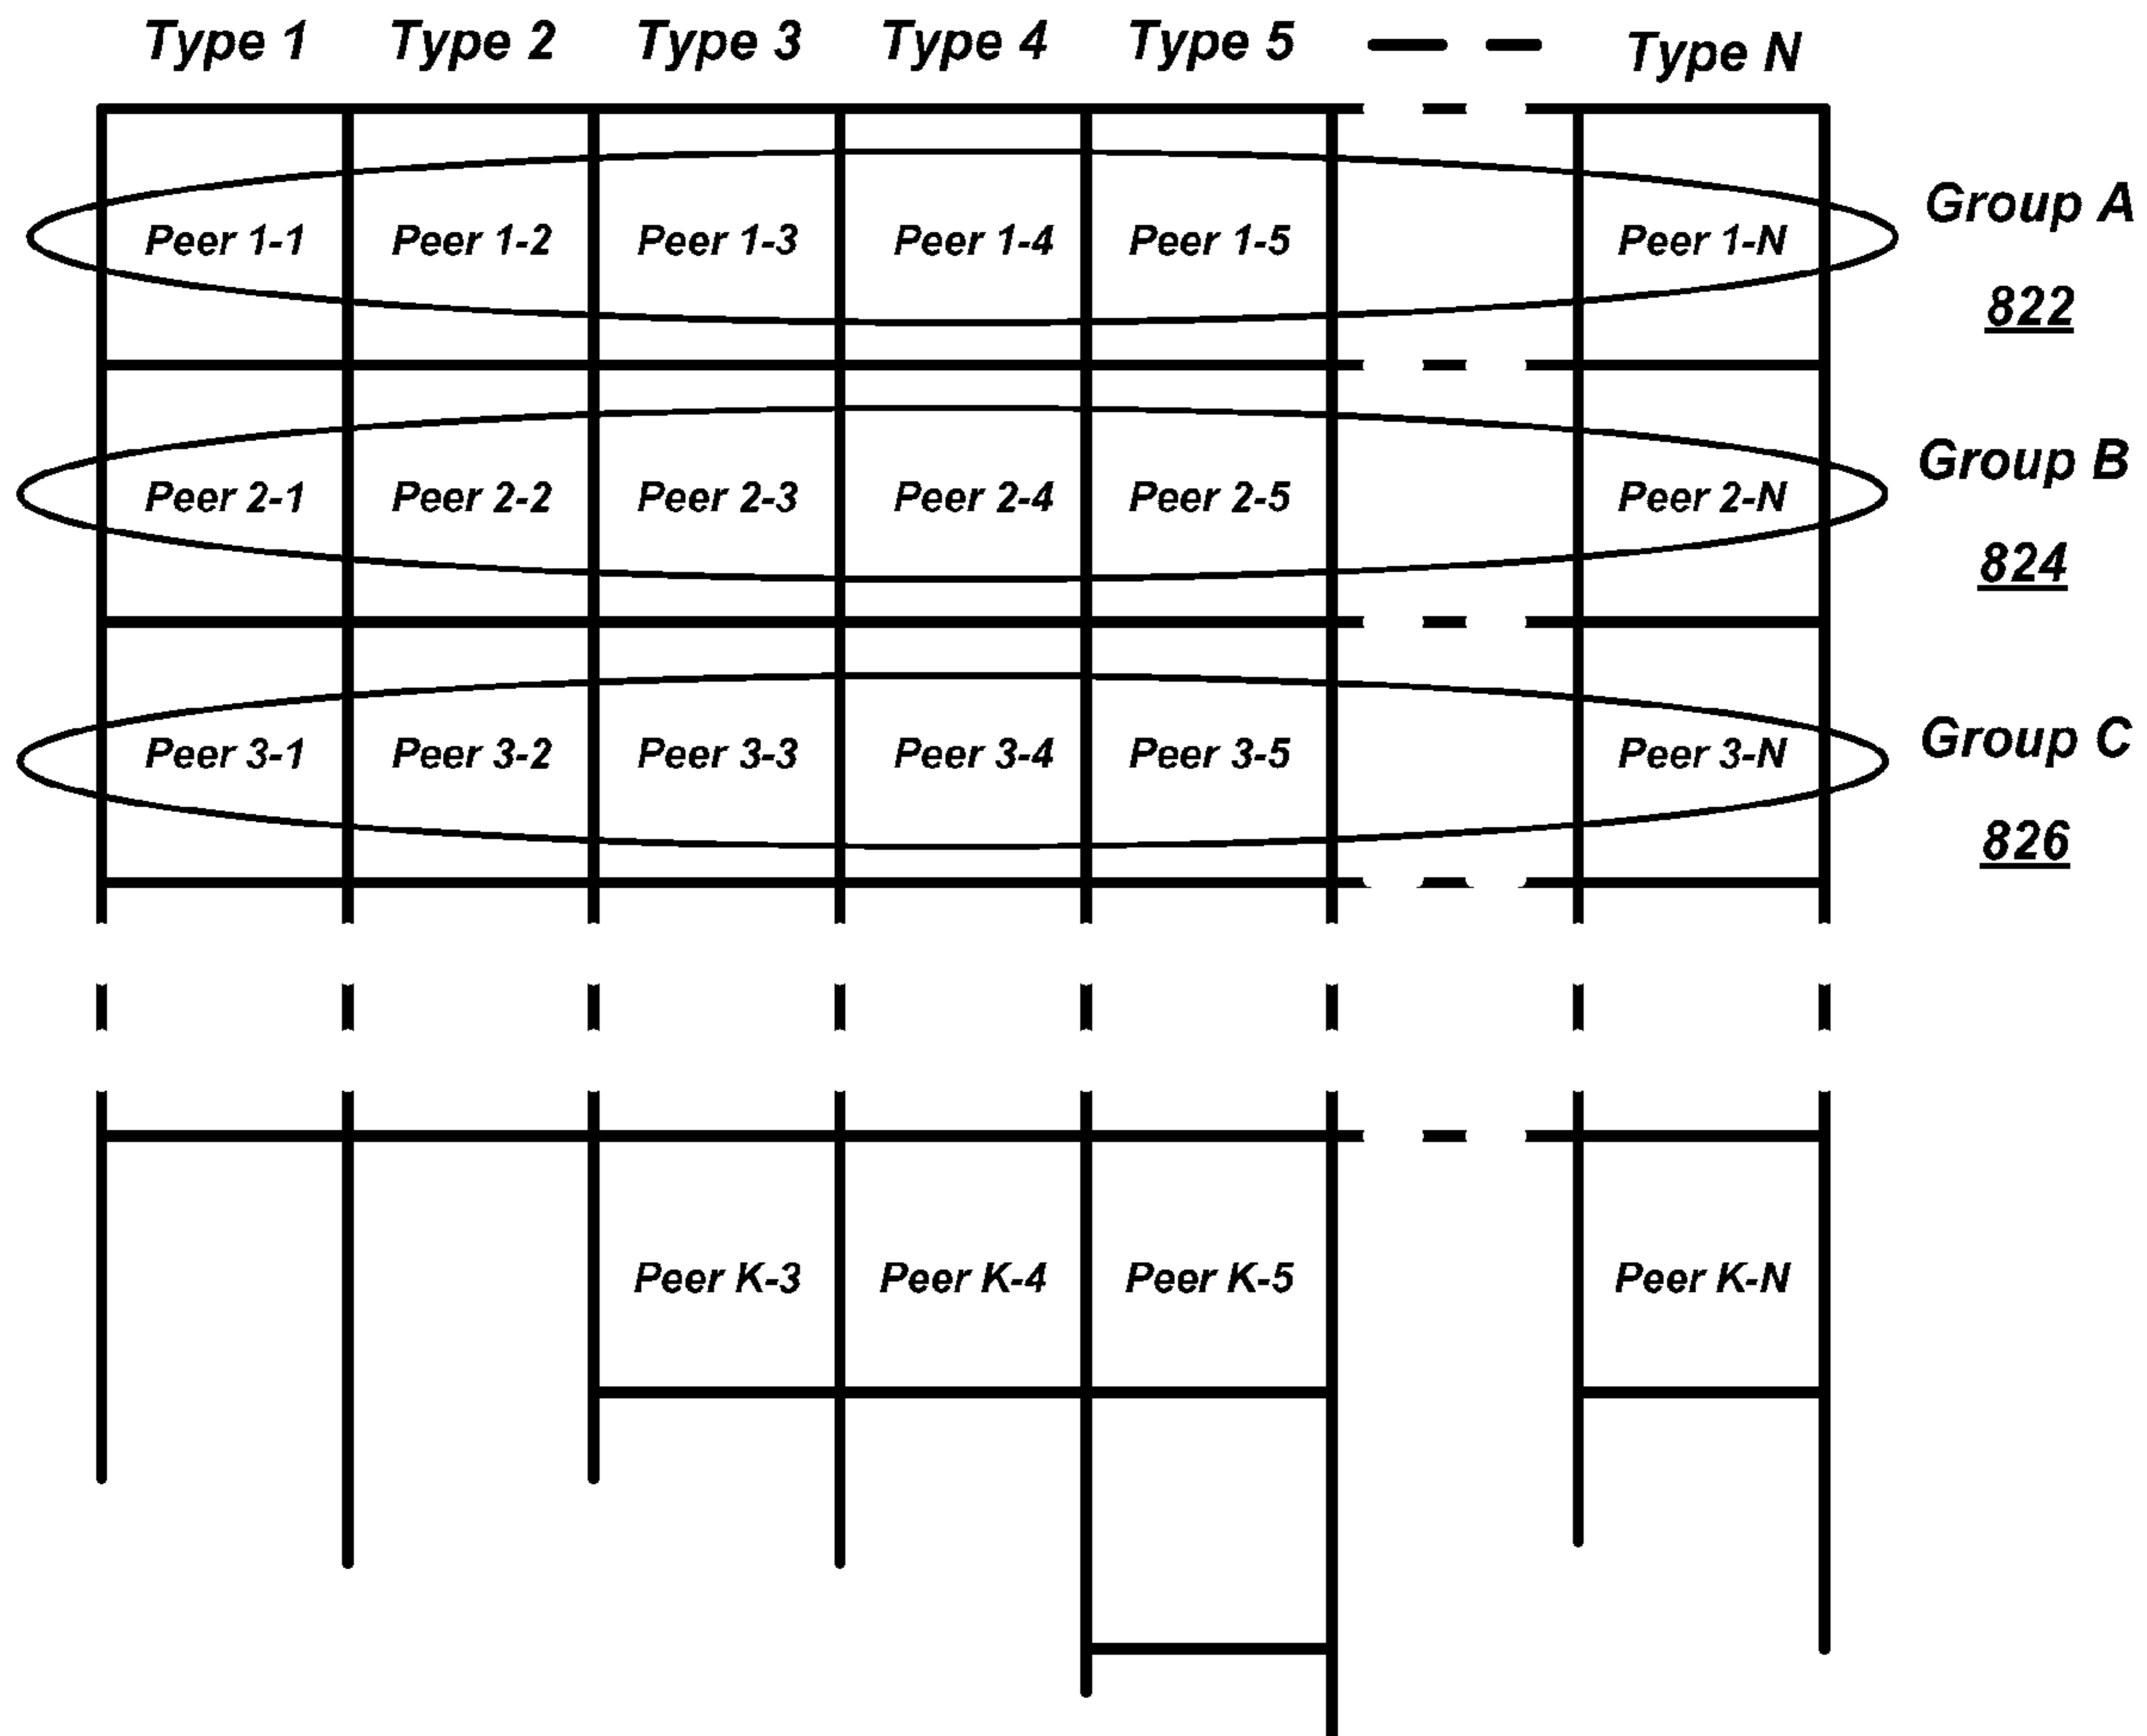 Type 1 Type 2 Type 3 Type 4 Type 5 Type N
Peer 1-1 Peer 1-2 Peer 1-3 Peer 1-4 Peer 1-5 Peer 1-N
Group A
822
Peer 2-1 Peer 2-2 Peer 2-3 Peer 2-4 Peer 2-5 Peer 2-N
Group B
824
Peer 3-1 Peer 3-2 Peer 3-3 Peer 3-4 Peer 3-5 Peer 3-N
Group C
826
Peer K-3 Peer K-4 Peer K-5 Peer K-N